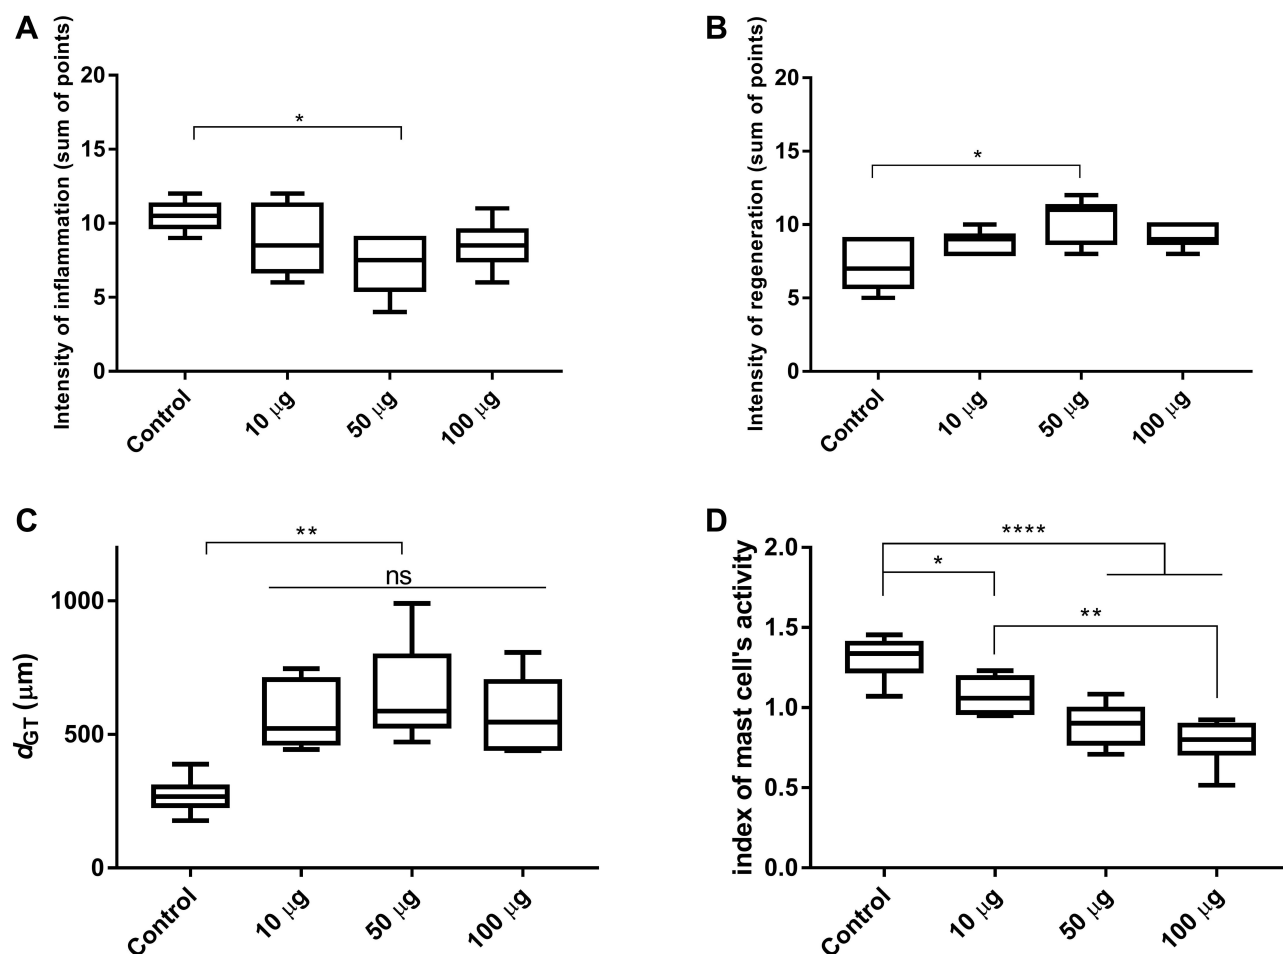 A
Intensity of inflammation (sum of points)
20
15
10
5
0
*
Control
10 μg
50 μg
100 μg
B
Intensity of regeneration (sum of points)
20
15
10
5
0
*
Control
10 μg
50 μg
100 μg
C
dGT (μm)
1000
500
0
**
ns
Control
10 μg
50 μg
100 μg
D
index of mast cell's activity
2.0
1.5
1.0
0.5
0.0
****
*
**
Control
10 μg
50 μg
100 μg